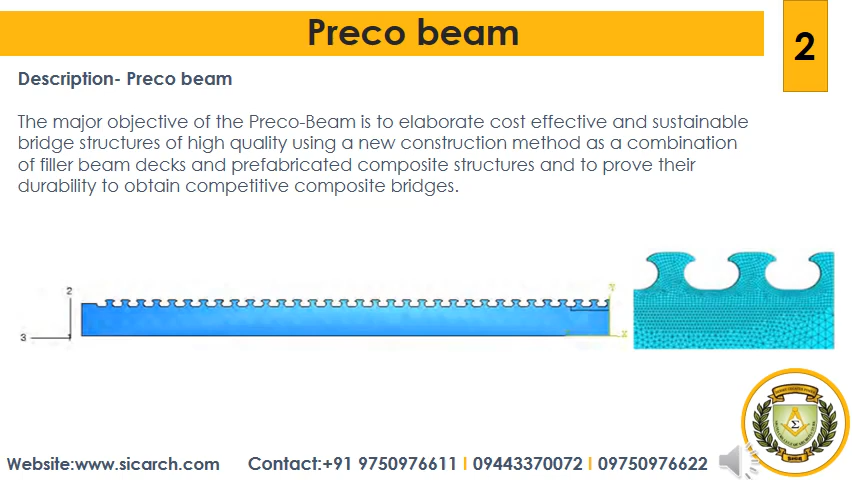 Preco beam
2
Description- Preco beam
The major objective of the Preco-Beam is to elaborate cost effective and sustainable
bridge structures of high quality using a new construction method as a combination
of filler beam decks and prefabricated composite structures and to prove their
durability to obtain competitive composite bridges.
2
3
Y
X
Σ
Website:www.sicarch.com Contact:+91 9750976611 I 09443370072 I 09750976622